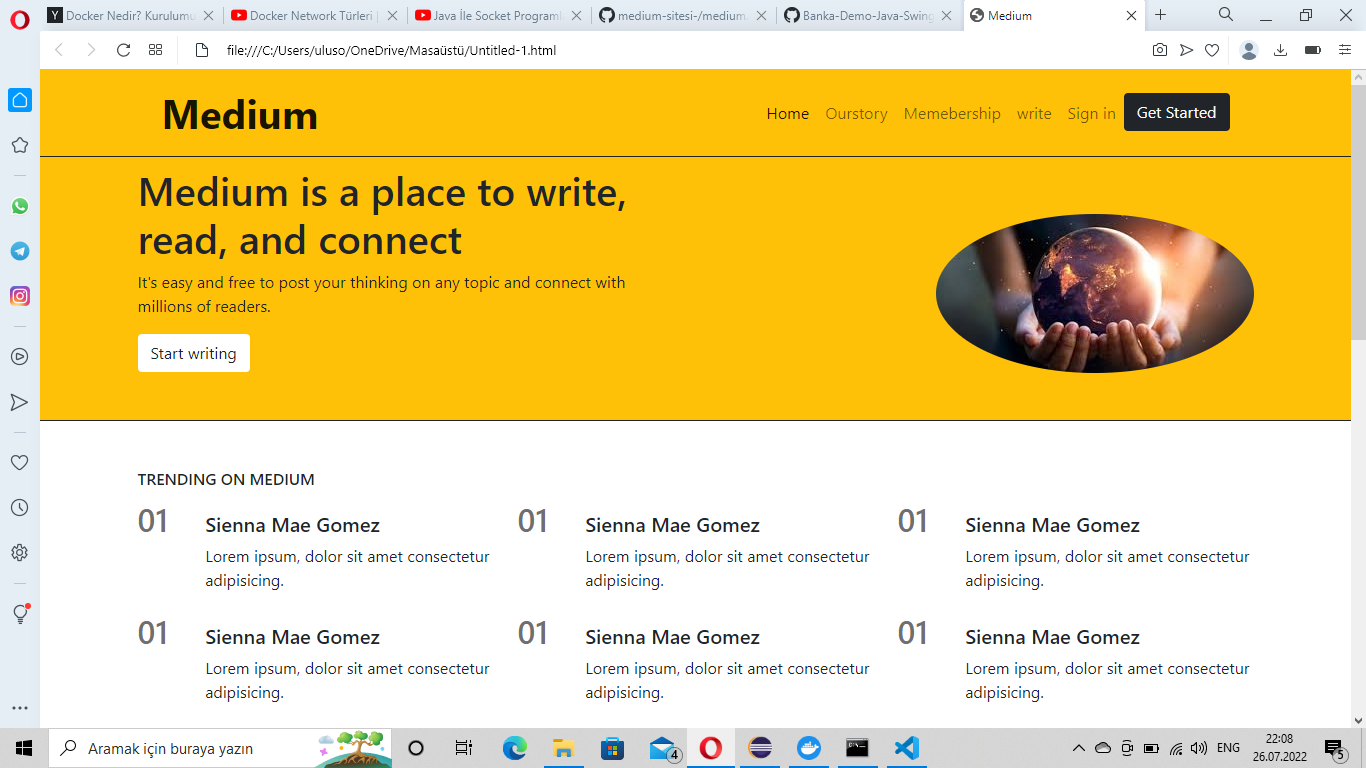 Docker Nedir? Kurulumu
Docker Network Türleri
Java İle Socket Programl
medium-sitesi-/medium.
Banka-Demo-Java-Swing
Medium
file:///C:/Users/uluso/OneDrive/Masaüstü/Untitled-1.html
Medium
Home Ourstory Memebership write Sign in Get Started
Medium is a place to write,
read, and connect
It's easy and free to post your thinking on any topic and connect with
millions of readers.
Start writing
TRENDING ON MEDIUM
01 Sienna Mae Gomez 01 Sienna Mae Gomez 01 Sienna Mae Gomez
Lorem ipsum, dolor sit amet consectetur Lorem ipsum, dolor sit amet consectetur Lorem ipsum, dolor sit amet consectetur
adipisicing. adipisicing. adipisicing.
01 Sienna Mae Gomez 01 Sienna Mae Gomez 01 Sienna Mae Gomez
Lorem ipsum, dolor sit amet consectetur Lorem ipsum, dolor sit amet consectetur Lorem ipsum, dolor sit amet consectetur
adipisicing. adipisicing. adipisicing.
Aramak için buraya yazın
4
ENG
22:08
26.07.2022
5